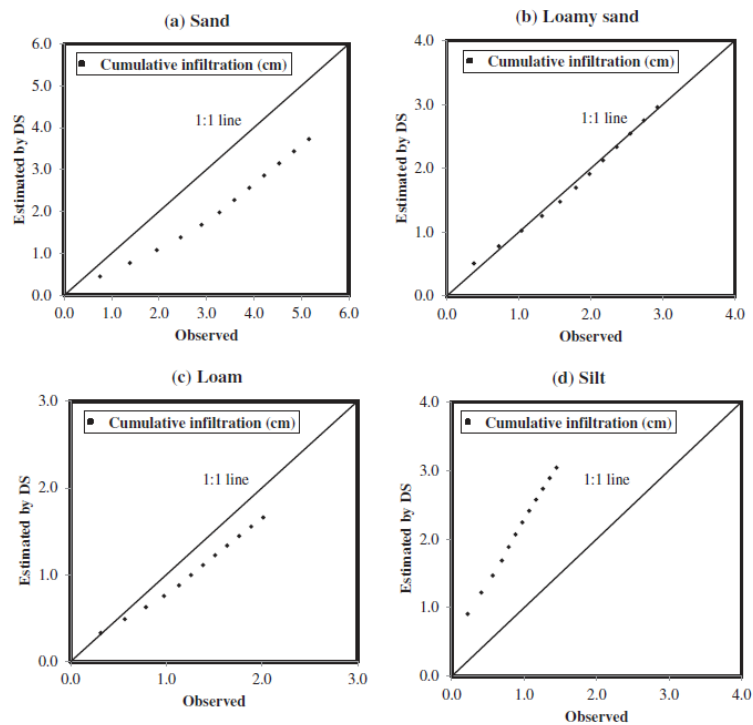 (a) Sand
6.0
5.0
4.0
3.0
2.0
1.0
0.0
Estimated by DS
Cumulative infiltration (cm)
1:1 line
0.0 1.0 2.0 3.0 4.0 5.0 6.0
Observed
(b) Loamy sand
4.0
3.0
2.0
1.0
0.0
Estimated by DS
Cumulative infiltration (cm)
1:1 line
0.0 1.0 2.0 3.0 4.0
Observed
(c) Loam
3.0
2.0
1.0
0.0
Estimated by DS
Cumulative infiltration (cm)
1:1 line
0.0 1.0 2.0 3.0
Observed
(d) Silt
4.0
3.0
2.0
1.0
0.0
Estimated by DS
Cumulative infiltration (cm)
1:1 line
0.0 1.0 2.0 3.0 4.0
Observed